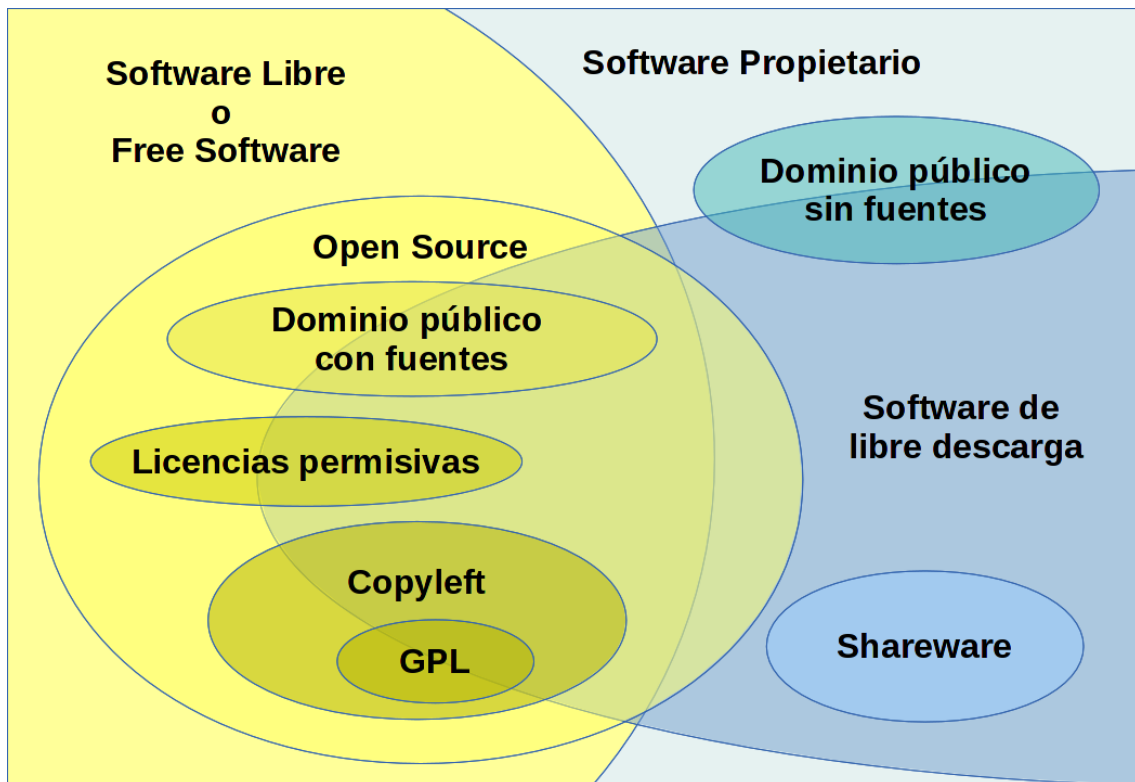 Software Libre
o
Free Software
Software Propietario
Dominio público
sin fuentes
Open Source
Dominio público
con fuentes
Software de
libre descarga
Licencias permisivas
Copyleft
GPL
Shareware